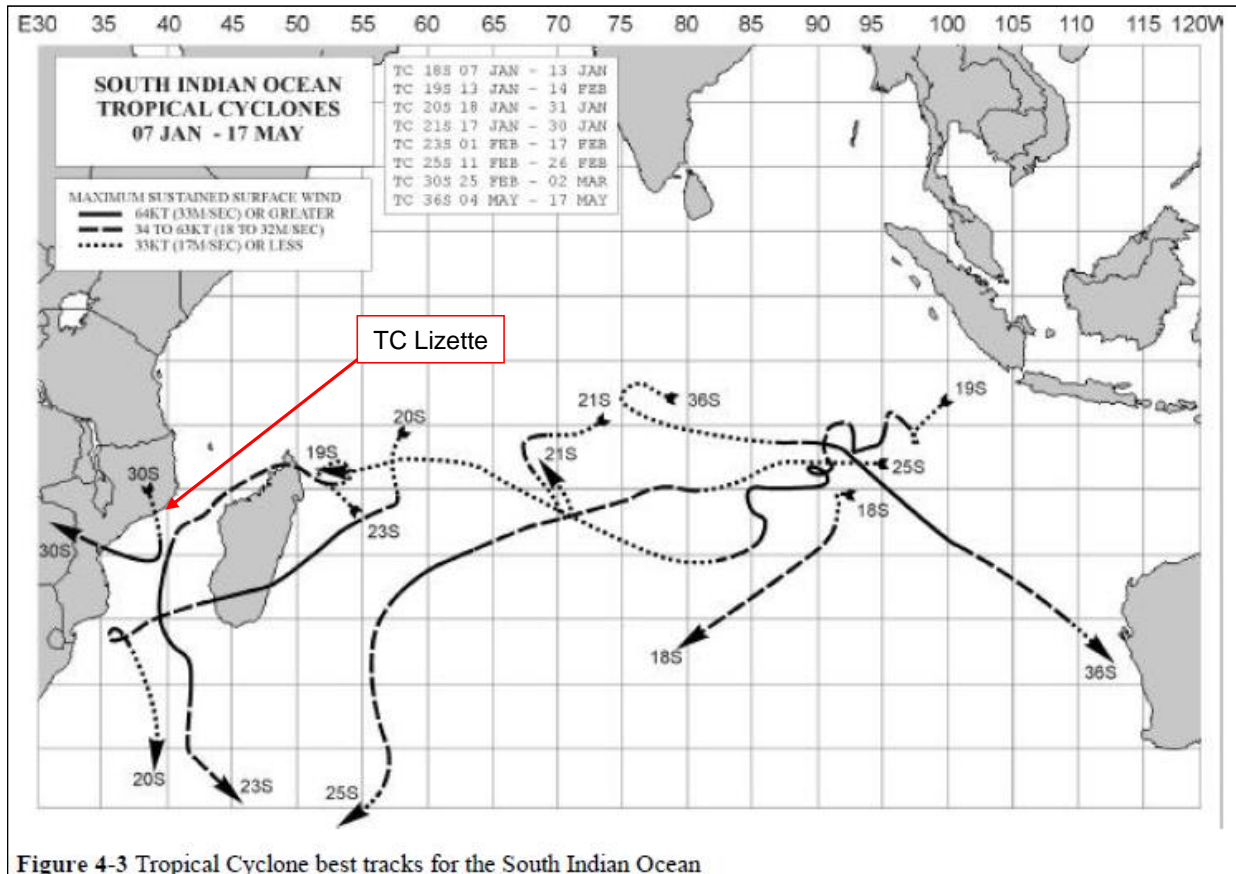 E30 35 40 45 50 55 60 65 70 75 80 85 90 95 100 105 110 115 120W
SOUTH INDIAN OCEAN
TROPICAL CYCLONES
07 JAN - 17 MAY
TC 18S 07 JAN - 13 JAN
TC 19S 13 JAN - 14 FEB
TC 20S 18 JAN - 31 JAN
TC 21S 17 JAN - 30 JAN
TC 23S 01 FEB - 17 FEB
TC 25S 11 FEB - 26 FEB
TC 30S 25 FEB - 02 MAR
TC 36S 04 MAY - 17 MAY
MAXIMUM SUSTAINED SURFACE WIND
64KT (33M/SEC) OR GREATER
34 TO 63KT (18 TO 32M/SEC)
33KT (17M/SEC) OR LESS
TC Lizette
19S
36S
21S
20S
19S
21S
25S
30S
18S
23S
30S
18S
36S
20S
23S
25S
Figure 4-3 Tropical Cyclone best tracks for the South Indian Ocean